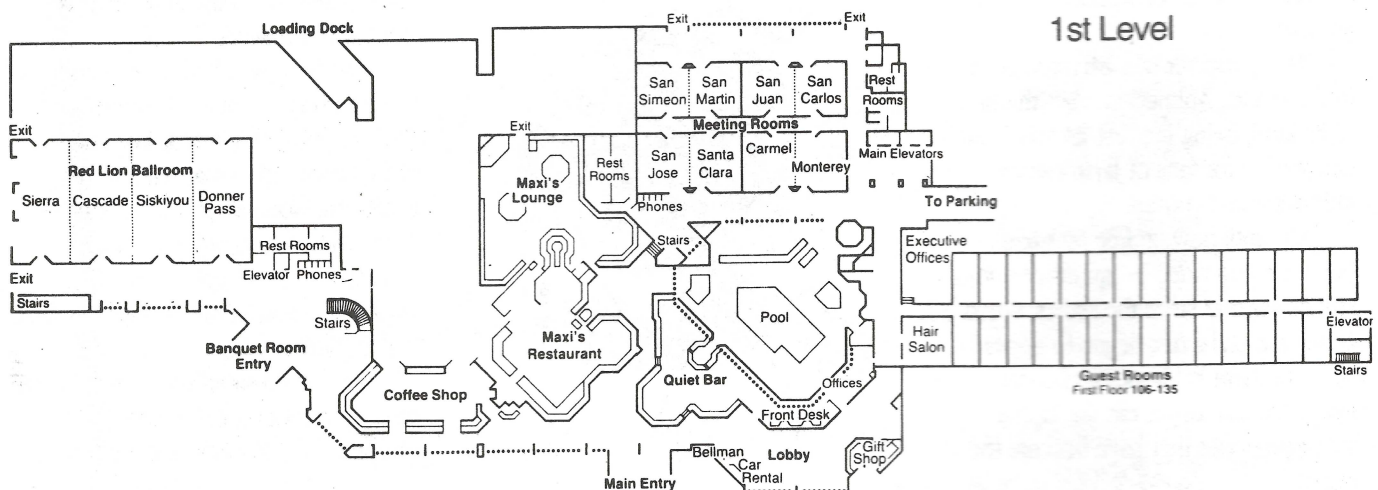 1st Level
Loading Dock
Exit
Exit
Exit
San
Simeon
San
Martin
San
Juan
San
Carlos
Rest
Rooms
Meeting Rooms
San
Jose
Santa
Clara
Carmel
Monterey
Main Elevators
To Parking
Exit
Red Lion Ballroom
Sierra
Cascade
Siskiyou
Donner
Pass
Exit
Stairs
Rest Rooms
Elevator
Phones
Stairs
Banquet Room
Entry
Exit
Maxi's
Lounge
Rest
Rooms
Phones
Stairs
Maxi's
Restaurant
Coffee Shop
Pool
Quiet Bar
Offices
Front Desk
Executive
Offices
Hair
Salon
Elevator
Stairs
Guest Rooms
First Floor 106-135
Bellman
Car
Rental
Lobby
Gift
Shop
Main Entry